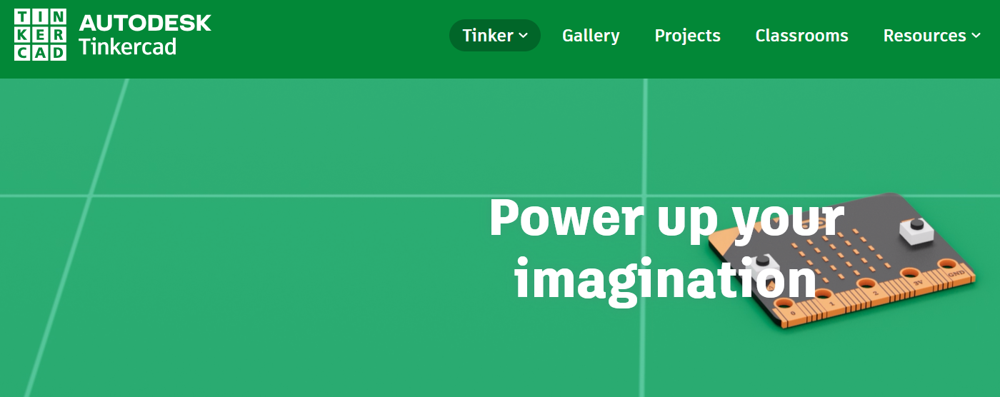 TIN
KER
CAD
AUTODESK
Tinkercad
Tinker
Gallery
Projects
Classrooms
Resources
Power up your
imagination
0
1
2
3V
GND